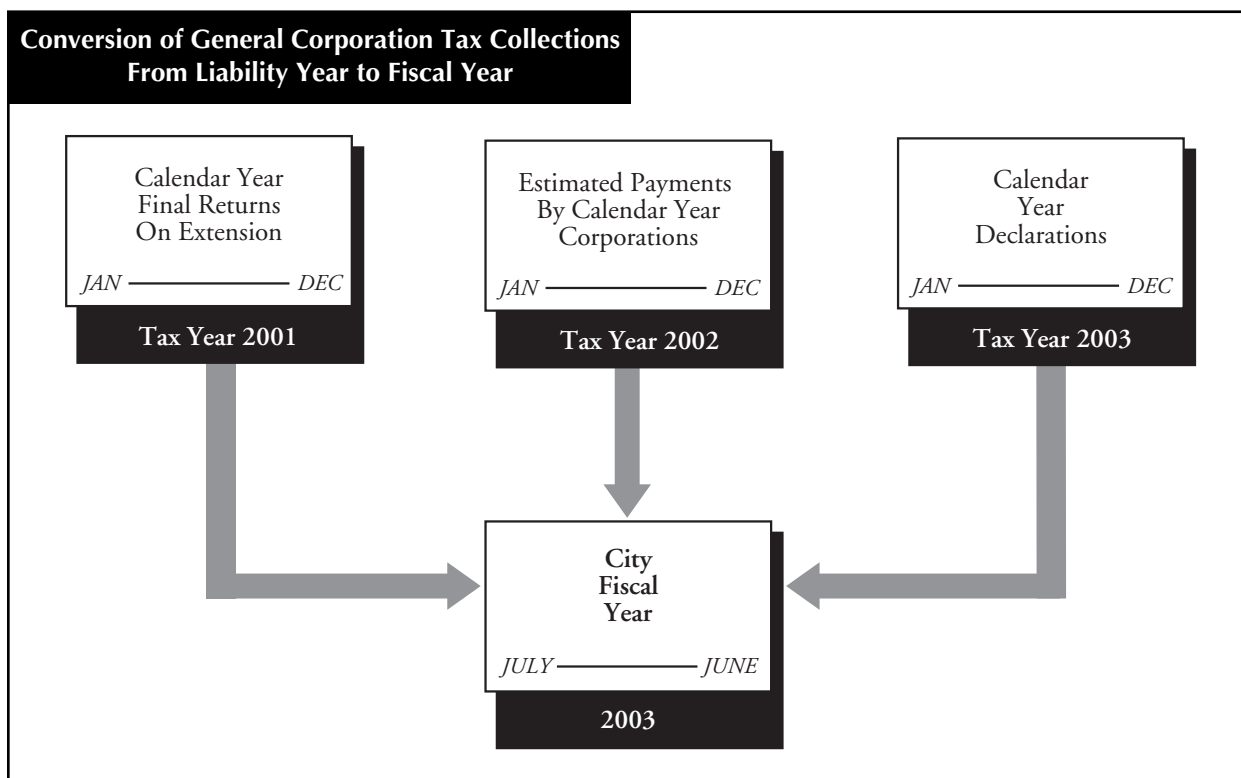 Conversion of General Corporation Tax Collections
From Liability Year to Fiscal Year
Calendar Year
Final Returns
On Extension
JAN DEC
Tax Year 2001
Estimated Payments
By Calendar Year
Corporations
JAN DEC
Tax Year 2002
Calendar
Year
Declarations
JAN DEC
Tax Year 2003
City
Fiscal
Year
JULY JUNE
2003